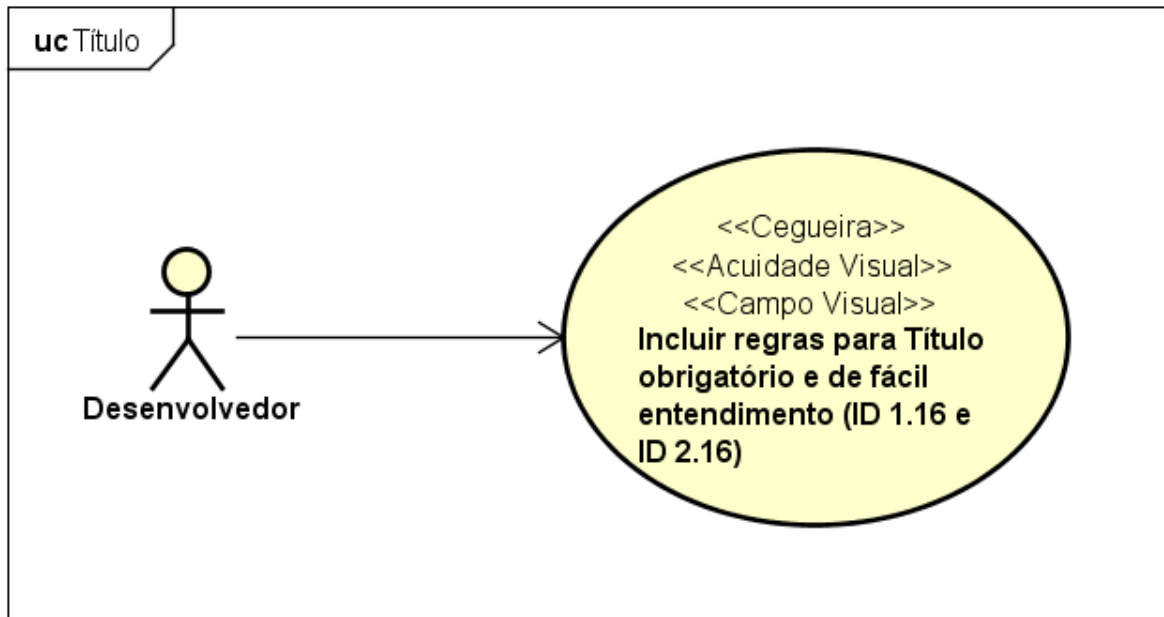 uc Título
<<Cegueira>>
<<Acuidade Visual>>
<<Campo Visual>>
Incluir regras para Título
obrigatório e de fácil
entendimento (ID 1.16 e
ID 2.16)
Desenvolvedor